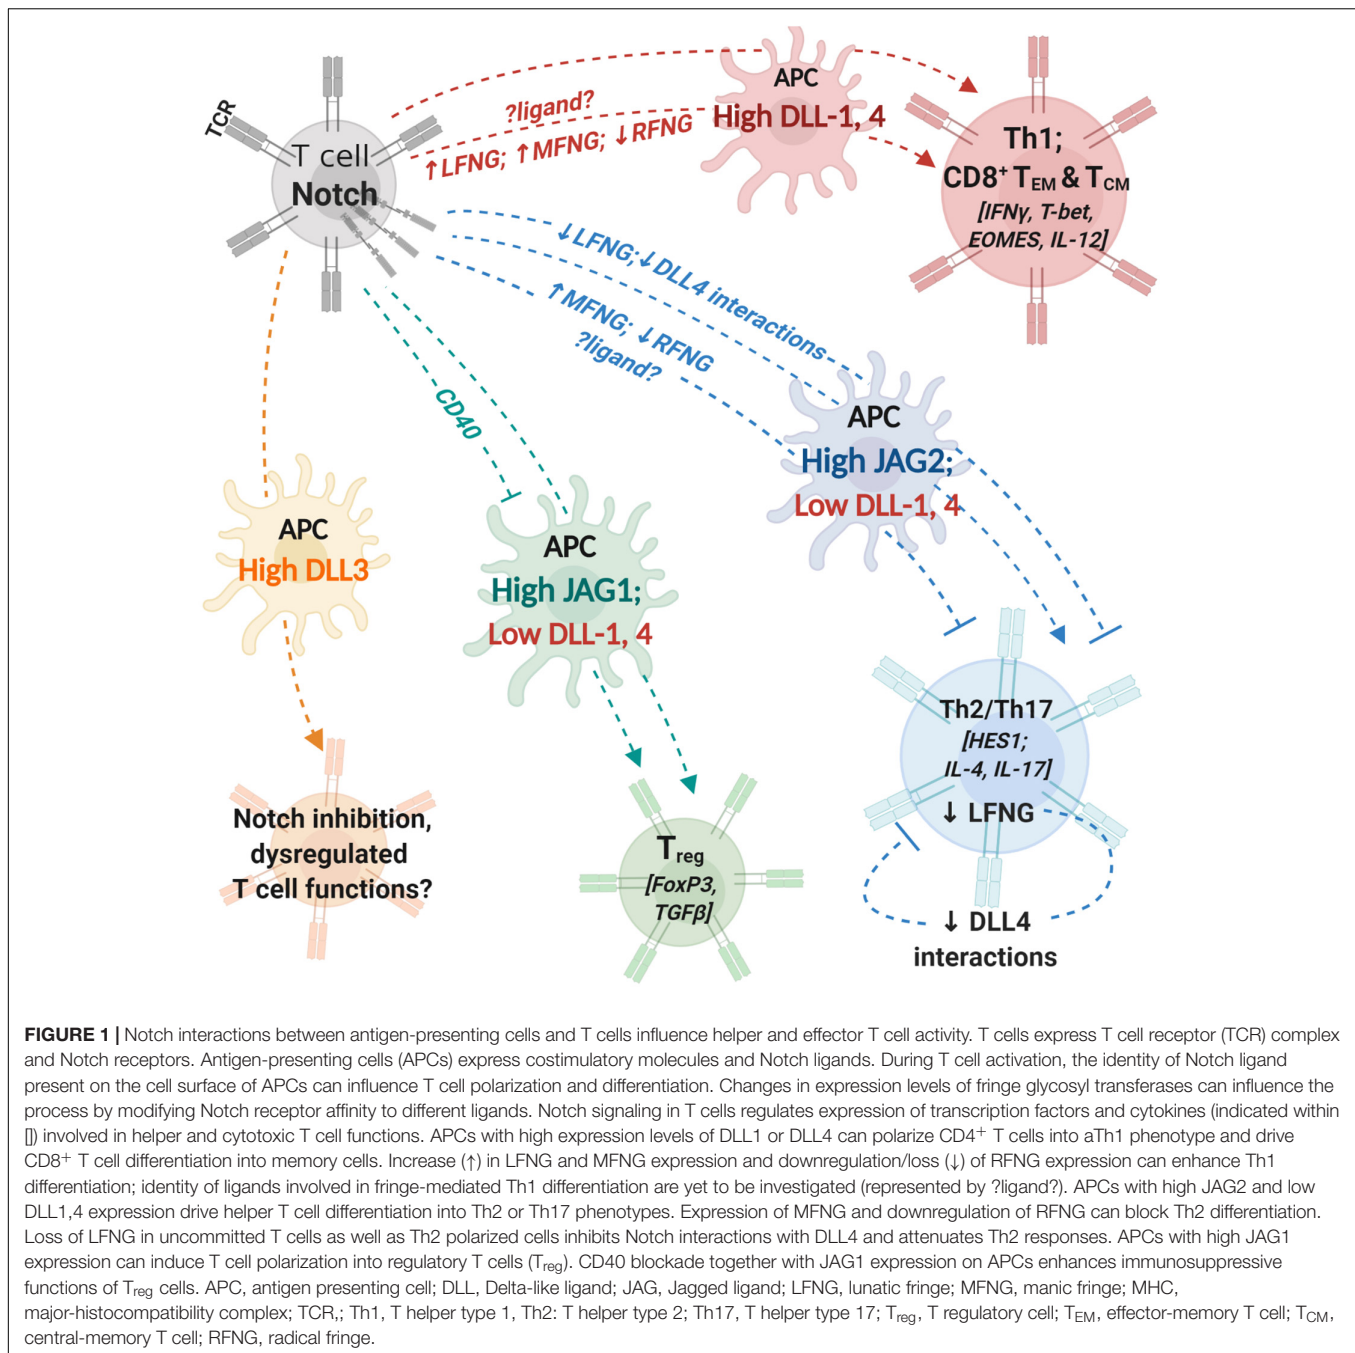 TCR
T cell
Notch
?ligand?
↑LFNG; ↑MFNG; ↓RFNG
APC
High DLL-1, 4
Th1;
CD8⁺ T_EM & T_CM
[IFNγ, T-bet,
EOMES, IL-12]
↓LFNG;↓DLL4 interactions
↑MFNG; ↓RFNG
?ligand?
CD40
APC
High JAG2;
Low DLL-1, 4
APC
High DLL3
APC
High JAG1;
Low DLL-1, 4
Th2/Th17
[HES1;
IL-4, IL-17]
↓ LFNG
↓ DLL4
interactions
Notch inhibition,
dysregulated
T cell functions?
T_reg
[FoxP3,
TGFβ]
FIGURE 1 | Notch interactions between antigen-presenting cells and T cells influence helper and effector T cell activity. T cells express T cell receptor (TCR) complex
and Notch receptors. Antigen-presenting cells (APCs) express costimulatory molecules and Notch ligands. During T cell activation, the identity of Notch ligand
present on the cell surface of APCs can influence T cell polarization and differentiation. Changes in expression levels of fringe glycosyl transferases can influence the
process by modifying Notch receptor affinity to different ligands. Notch signaling in T cells regulates expression of transcription factors and cytokines (indicated within
[]) involved in helper and cytotoxic T cell functions. APCs with high expression levels of DLL1 or DLL4 can polarize CD4⁺ T cells into aTh1 phenotype and drive
CD8⁺ T cell differentiation into memory cells. Increase (↑) in LFNG and MFNG expression and downregulation/loss (↓) of RFNG expression can enhance Th1
differentiation; identity of ligands involved in fringe-mediated Th1 differentiation are yet to be investigated (represented by ?ligand?). APCs with high JAG2 and low
DLL1,4 expression drive helper T cell differentiation into Th2 or Th17 phenotypes. Expression of MFNG and downregulation of RFNG can block Th2 differentiation.
Loss of LFNG in uncommitted T cells as well as Th2 polarized cells inhibits Notch interactions with DLL4 and attenuates Th2 responses. APCs with high JAG1
expression can induce T cell polarization into regulatory T cells (T_reg). CD40 blockade together with JAG1 expression on APCs enhances immunosuppressive
functions of T_reg cells. APC, antigen presenting cell; DLL, Delta-like ligand; JAG, Jagged ligand; LFNG, lunatic fringe; MFNG, manic fringe; MHC,
major-histocompatibility complex; TCR,; Th1, T helper type 1, Th2: T helper type 2; Th17, T helper type 17; T_reg, T regulatory cell; T_EM, effector-memory T cell; T_CM,
central-memory T cell; RFNG, radical fringe.